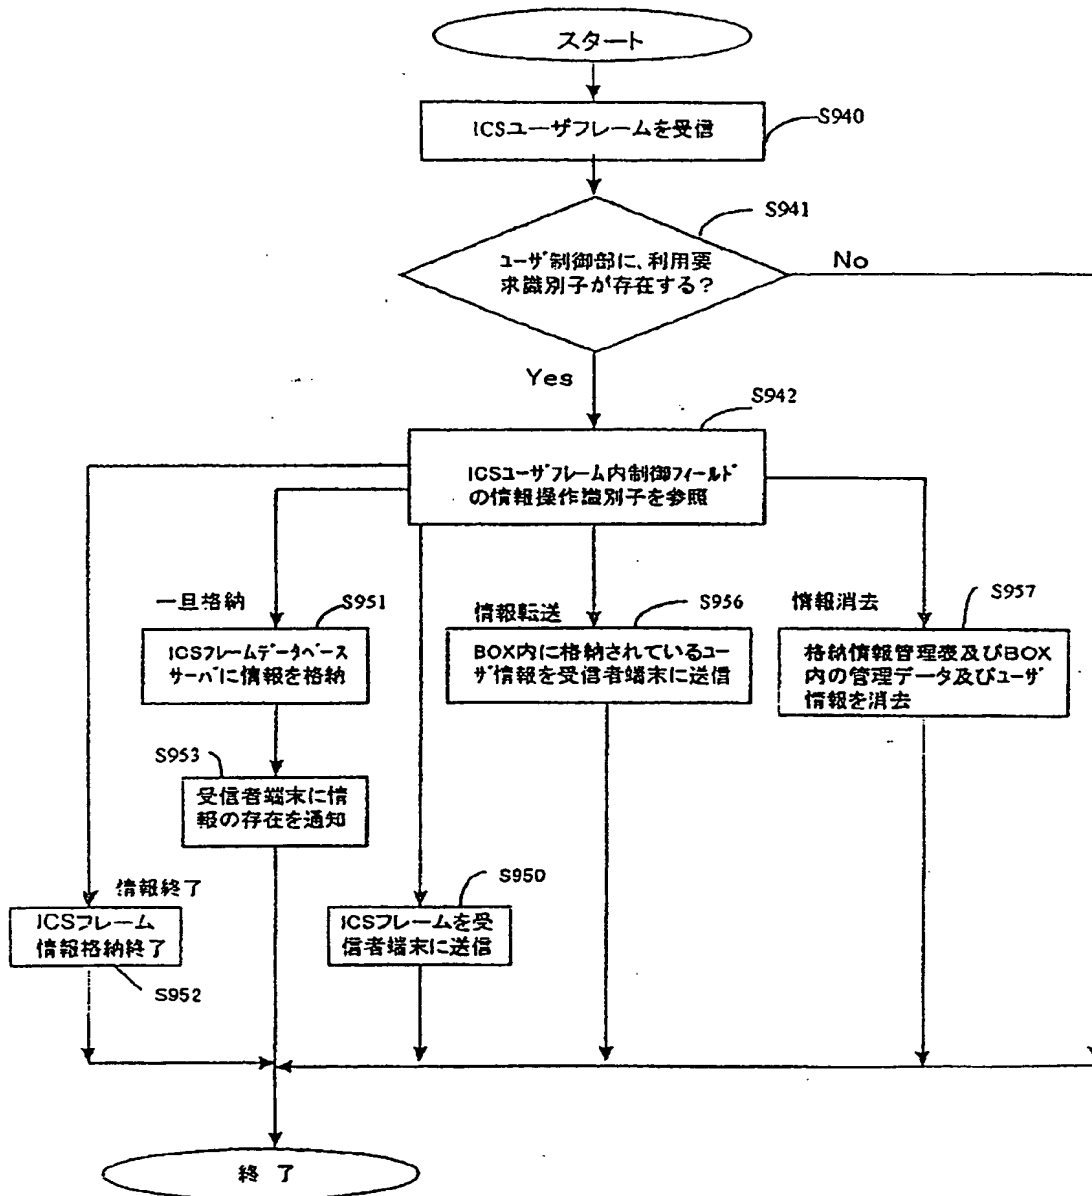 スタート
ICSユーザフレームを受信
S940
S941
ユーザ制御部に、利用要
求識別子が存在する?
No
Yes
S942
ICSユーザフレーム内制御フィールド
の情報操作識別子を参照
一旦格納
S951
ICSフレームデータベース
サーバに情報を格納
情報転送
S956
BOX内に格納されているユー
ザ情報を受信者端末に送信
情報消去
S957
格納情報管理表及びBOX
内の管理データ及びユーザ
情報を消去
S953
受信者端末に情
報の存在を通知
情報終了
ICSフレーム
情報格納終了
S952
S950
ICSフレームを受
信者端末に送信
終了